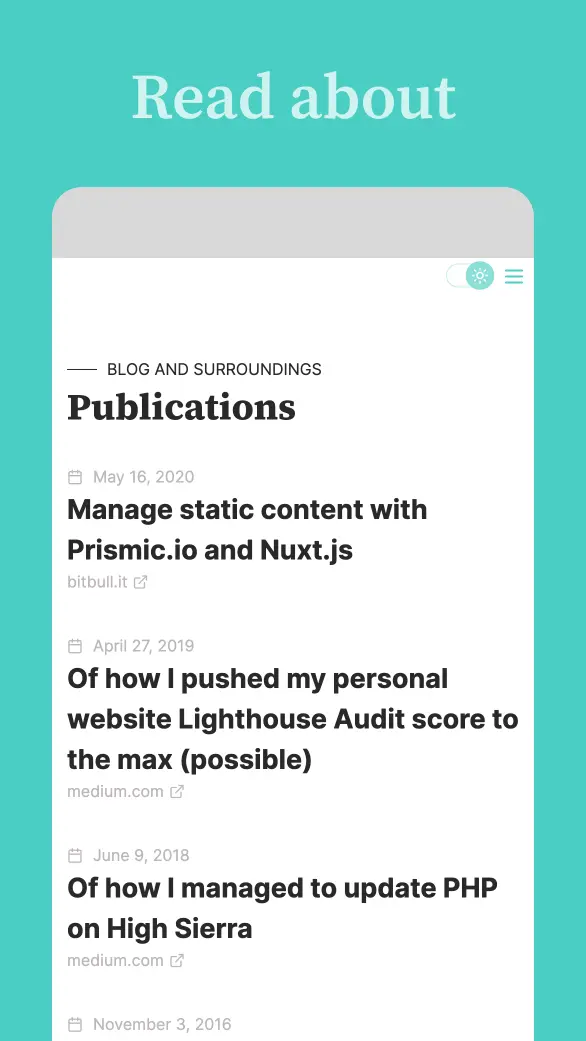 Read about
BLOG AND SURROUNDINGS
Publications
May 16, 2020
Manage static content with
Prismic.io and Nuxt.js
bitbull.it
April 27, 2019
Of how I pushed my personal
website Lighthouse Audit score to
the max (possible)
medium.com
June 9, 2018
Of how I managed to update PHP
on High Sierra
medium.com
November 3, 2016